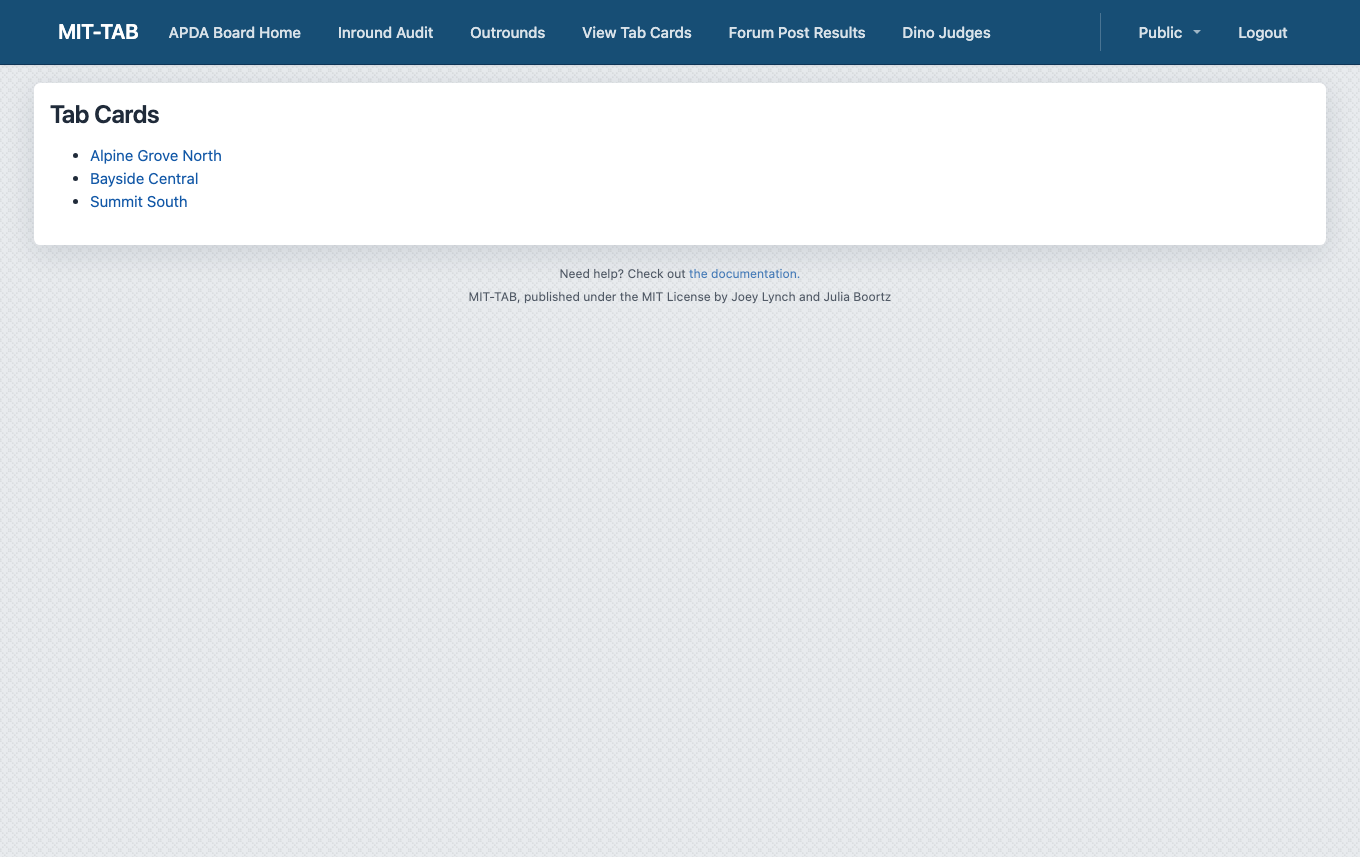 MIT-TAB APDA Board Home Inround Audit Outrounds View Tab Cards Forum Post Results Dino Judges Public Logout
Tab Cards
Alpine Grove North
Bayside Central
Summit South
Need help? Check out the documentation.
MIT-TAB, published under the MIT License by Joey Lynch and Julia Boortz